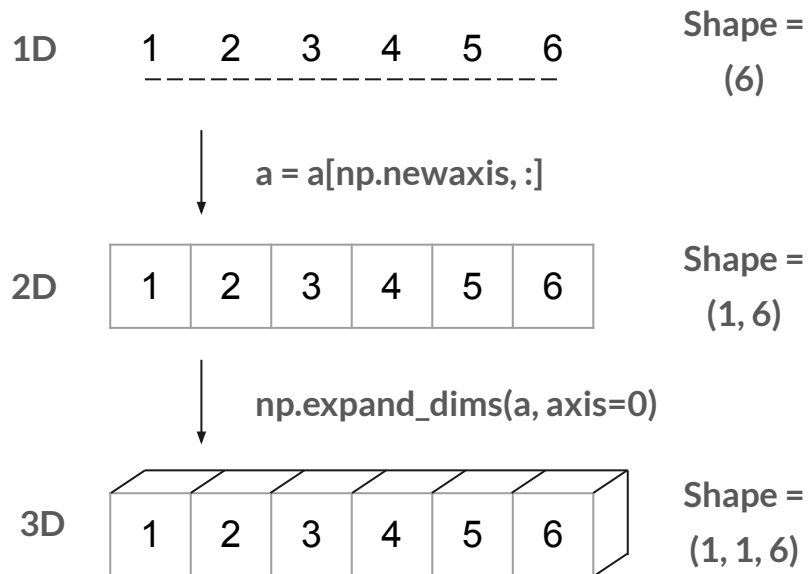 1D 1 2 3 4 5 6 Shape =
(6)
a = a[np.newaxis, :]
2D 1 2 3 4 5 6 Shape =
(1, 6)
np.expand_dims(a, axis=0)
3D 1 2 3 4 5 6 Shape =
(1, 1, 6)